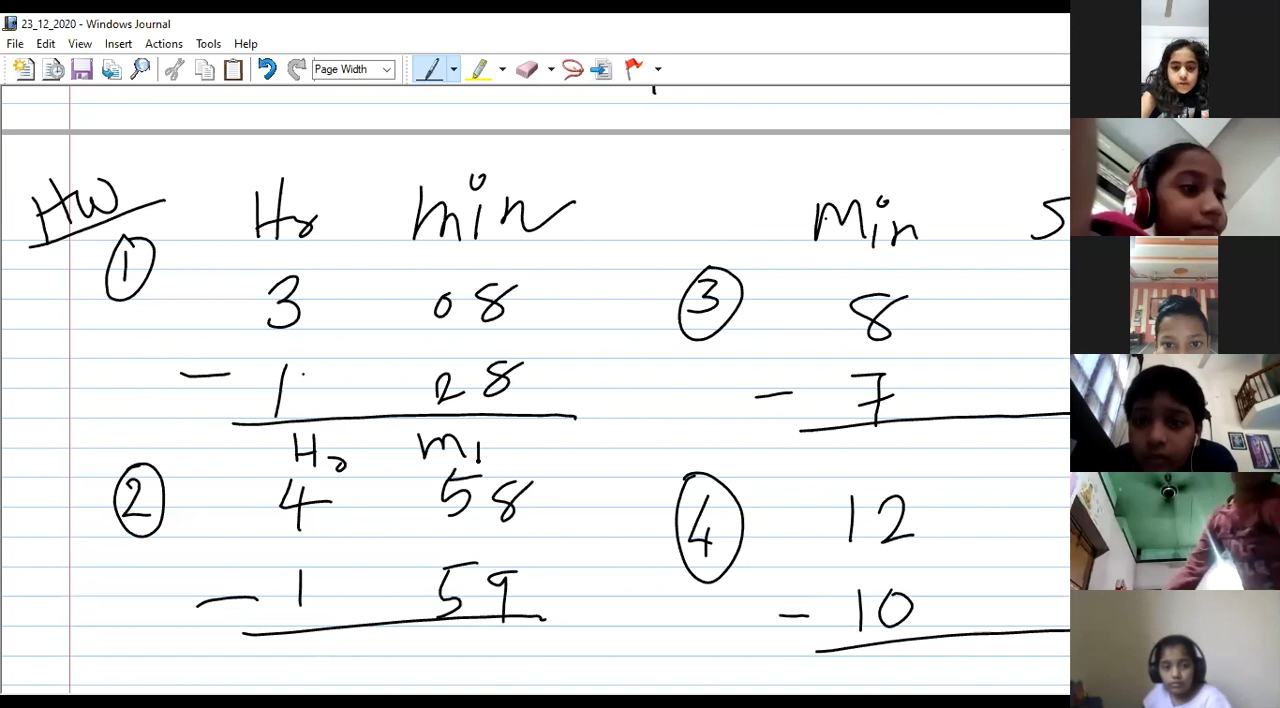 23_12_2020 - Windows Journal
File Edit View Insert Actions Tools Help
Page Width
HW
Hr min
① 3 08
- 1 28
Hr Mi
② 4 58
- 1 59
Min S
③ 8
- 7
④ 12
- 10